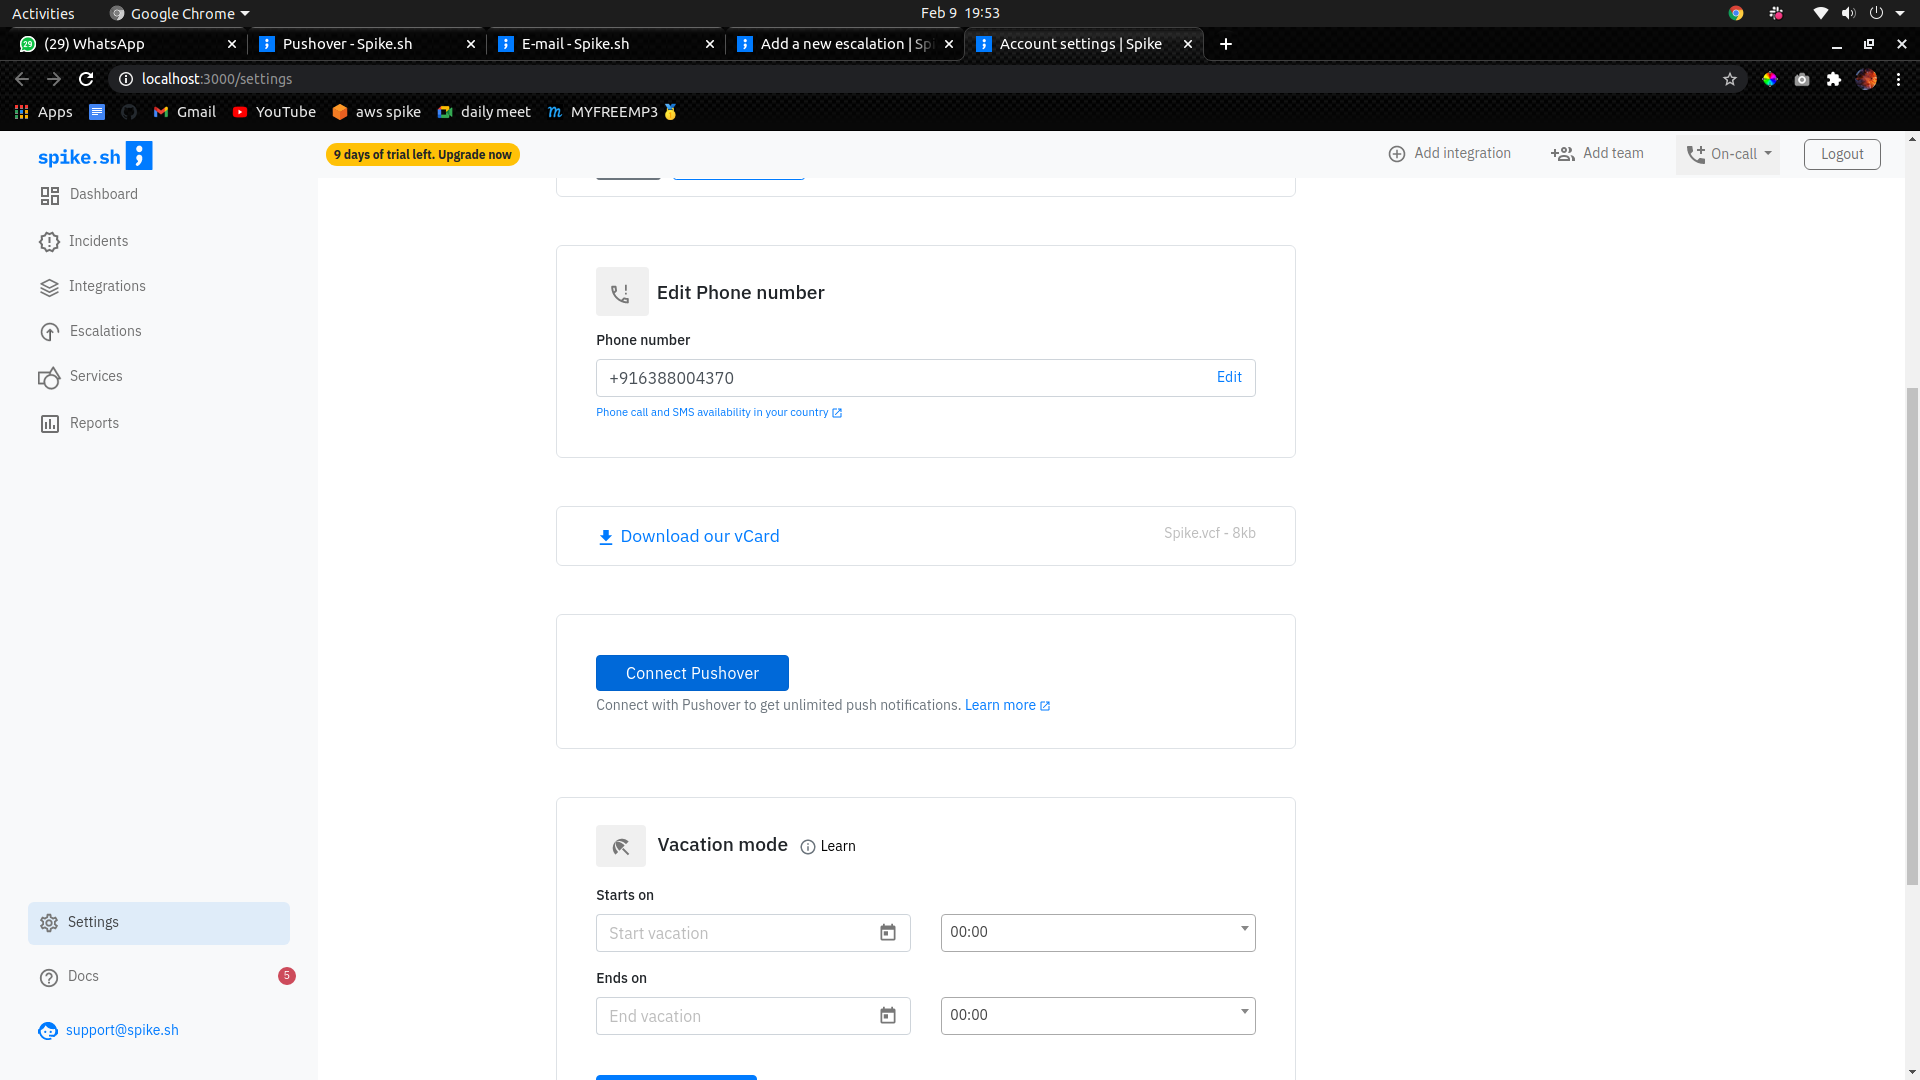 Activities
Google Chrome
Feb 9 19:53
(29) WhatsApp
Pushover - Spike.sh
E-mail - Spike.sh
Add a new escalation | Sp
Account settings | Spike
localhost:3000/settings
Apps
Gmail
YouTube
aws spike
daily meet
MYFREEMP3
spike.sh
9 days of trial left. Upgrade now
Add integration
Add team
On-call
Logout
Dashboard
Incidents
Integrations
Escalations
Services
Reports
Edit Phone number
Phone number
+916388004370
Edit
Phone call and SMS availability in your country
Download our vCard
Spike.vcf - 8kb
Connect Pushover
Connect with Pushover to get unlimited push notifications. Learn more
Vacation mode
Learn
Starts on
Start vacation
00:00
Ends on
End vacation
00:00
Settings
Docs
5
support@spike.sh